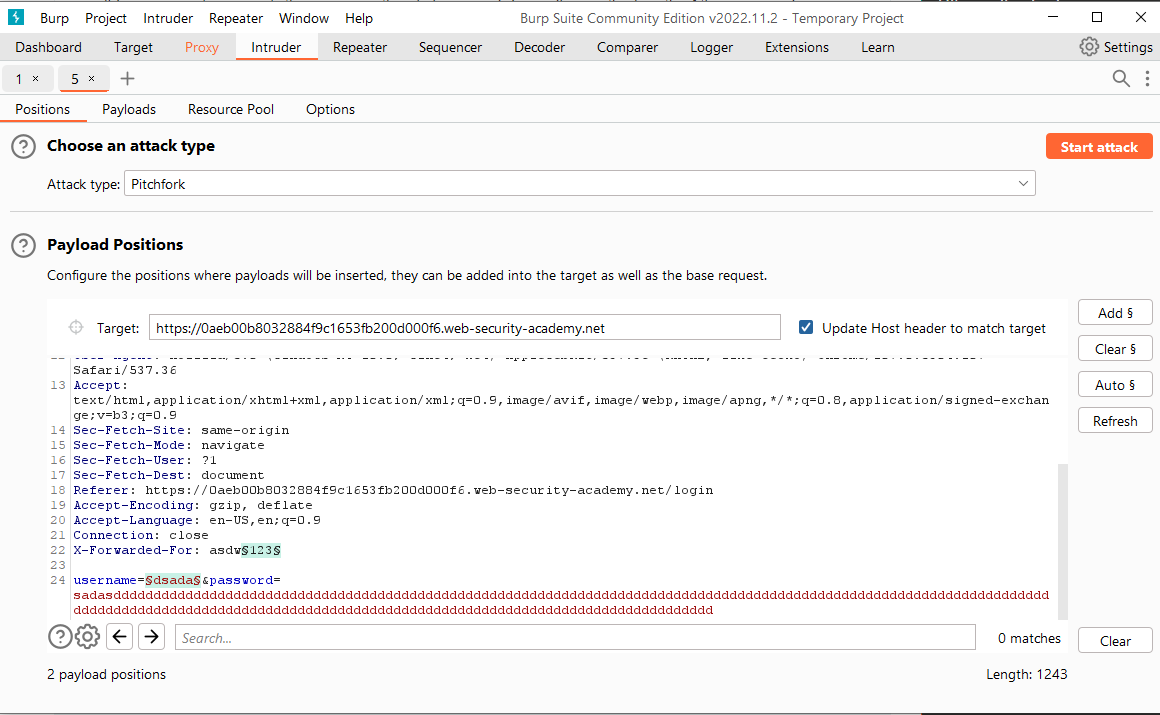 Burp Project Intruder Repeater Window Help Burp Suite Community Edition v2022.11.2 - Temporary Project
Dashboard Target Proxy Intruder Repeater Sequencer Decoder Comparer Logger Extensions Learn Settings
1 × 5 × +
Positions Payloads Resource Pool Options
? Choose an attack type Start attack
Attack type: Pitchfork
? Payload Positions
Configure the positions where payloads will be inserted, they can be added into the target as well as the base request.
Target: https://0aeb00b8032884f9c1653fb200d000f6.web-security-academy.net Update Host header to match target
Add §
Clear §
Auto §
Refresh
Safari/537.36
13 Accept:
text/html,application/xhtml+xml,application/xml;q=0.9,image/avif,image/webp,image/apng,*/*;q=0.8,application/signed-exchan
ge;v=b3;q=0.9
14 Sec-Fetch-Site: same-origin
15 Sec-Fetch-Mode: navigate
16 Sec-Fetch-User: ?1
17 Sec-Fetch-Dest: document
18 Referer: https://0aeb00b8032884f9c1653fb200d000f6.web-security-academy.net/login
19 Accept-Encoding: gzip, deflate
20 Accept-Language: en-US,en;q=0.9
21 Connection: close
22 X-Forwarded-For: asdw§123§
23
24 username=§dsada§&password=
? Search... 0 matches Clear
2 payload positions Length: 1243